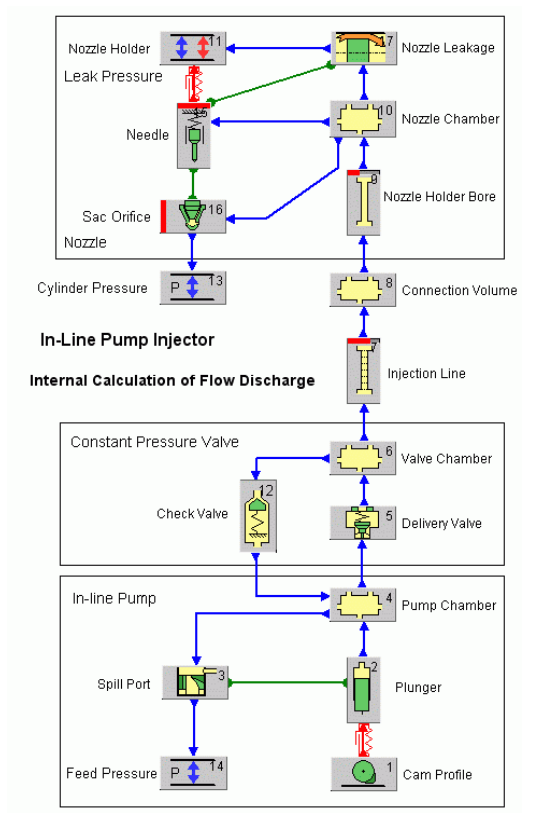 Nozzle Holder 11 17 Nozzle Leakage
Leak Pressure
10 Nozzle Chamber
Needle
9 Nozzle Holder Bore
Sac Orifice 16
Nozzle
Cylinder Pressure P 13 8 Connection Volume
In-Line Pump Injector
7 Injection Line
Internal Calculation of Flow Discharge
Constant Pressure Valve
6 Valve Chamber
Check Valve 12
5 Delivery Valve
In-line Pump
4 Pump Chamber
Spill Port 3 2 Plunger
Feed Pressure P 14 1 Cam Profile